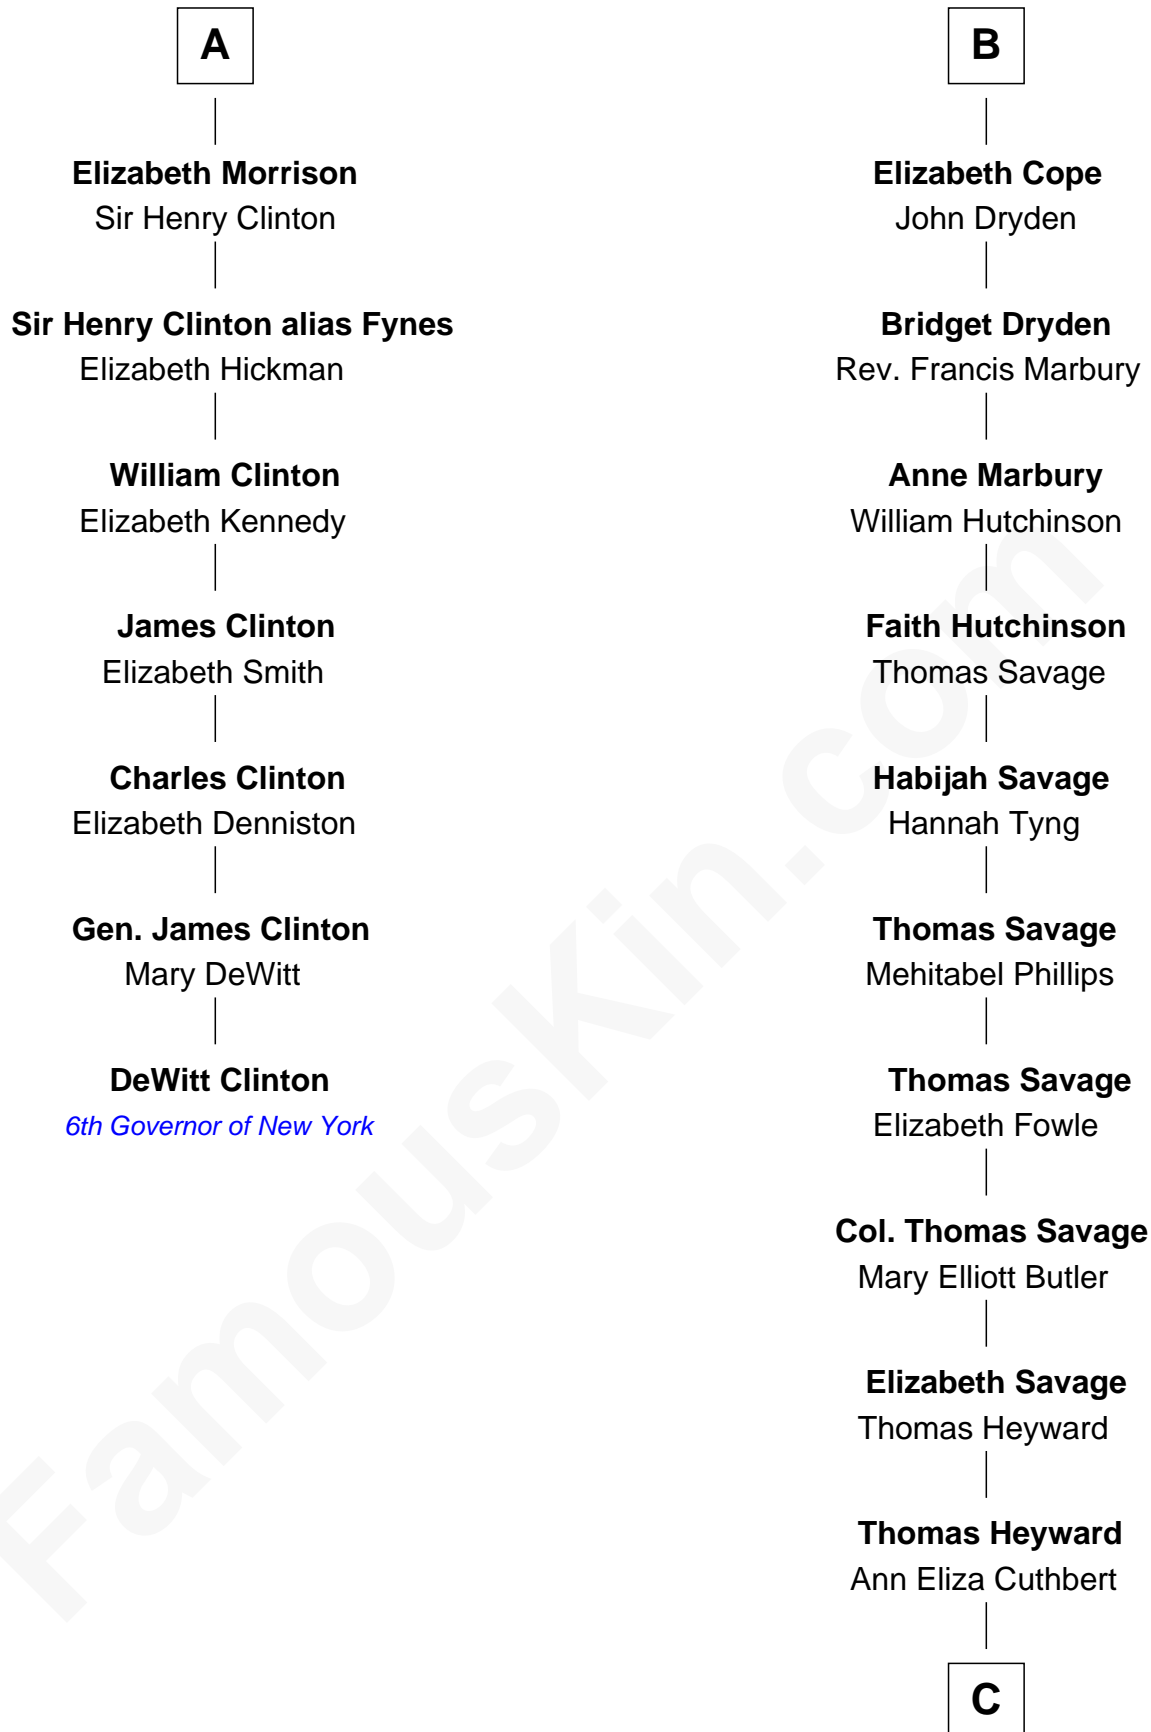 A
Elizabeth Morrison
Sir Henry Clinton
Sir Henry Clinton alias Fynes
Elizabeth Hickman
William Clinton
Elizabeth Kennedy
James Clinton
Elizabeth Smith
Charles Clinton
Elizabeth Denniston
Gen. James Clinton
Mary DeWitt
DeWitt Clinton
6th Governor of New York
B
Elizabeth Cope
John Dryden
Bridget Dryden
Rev. Francis Marbury
Anne Marbury
William Hutchinson
Faith Hutchinson
Thomas Savage
Habijah Savage
Hannah Tyng
Thomas Savage
Mehitabel Phillips
Thomas Savage
Elizabeth Fowle
Col. Thomas Savage
Mary Elliott Butler
Elizabeth Savage
Thomas Heyward
Thomas Heyward
Ann Eliza Cuthbert
C
FamousKin.com